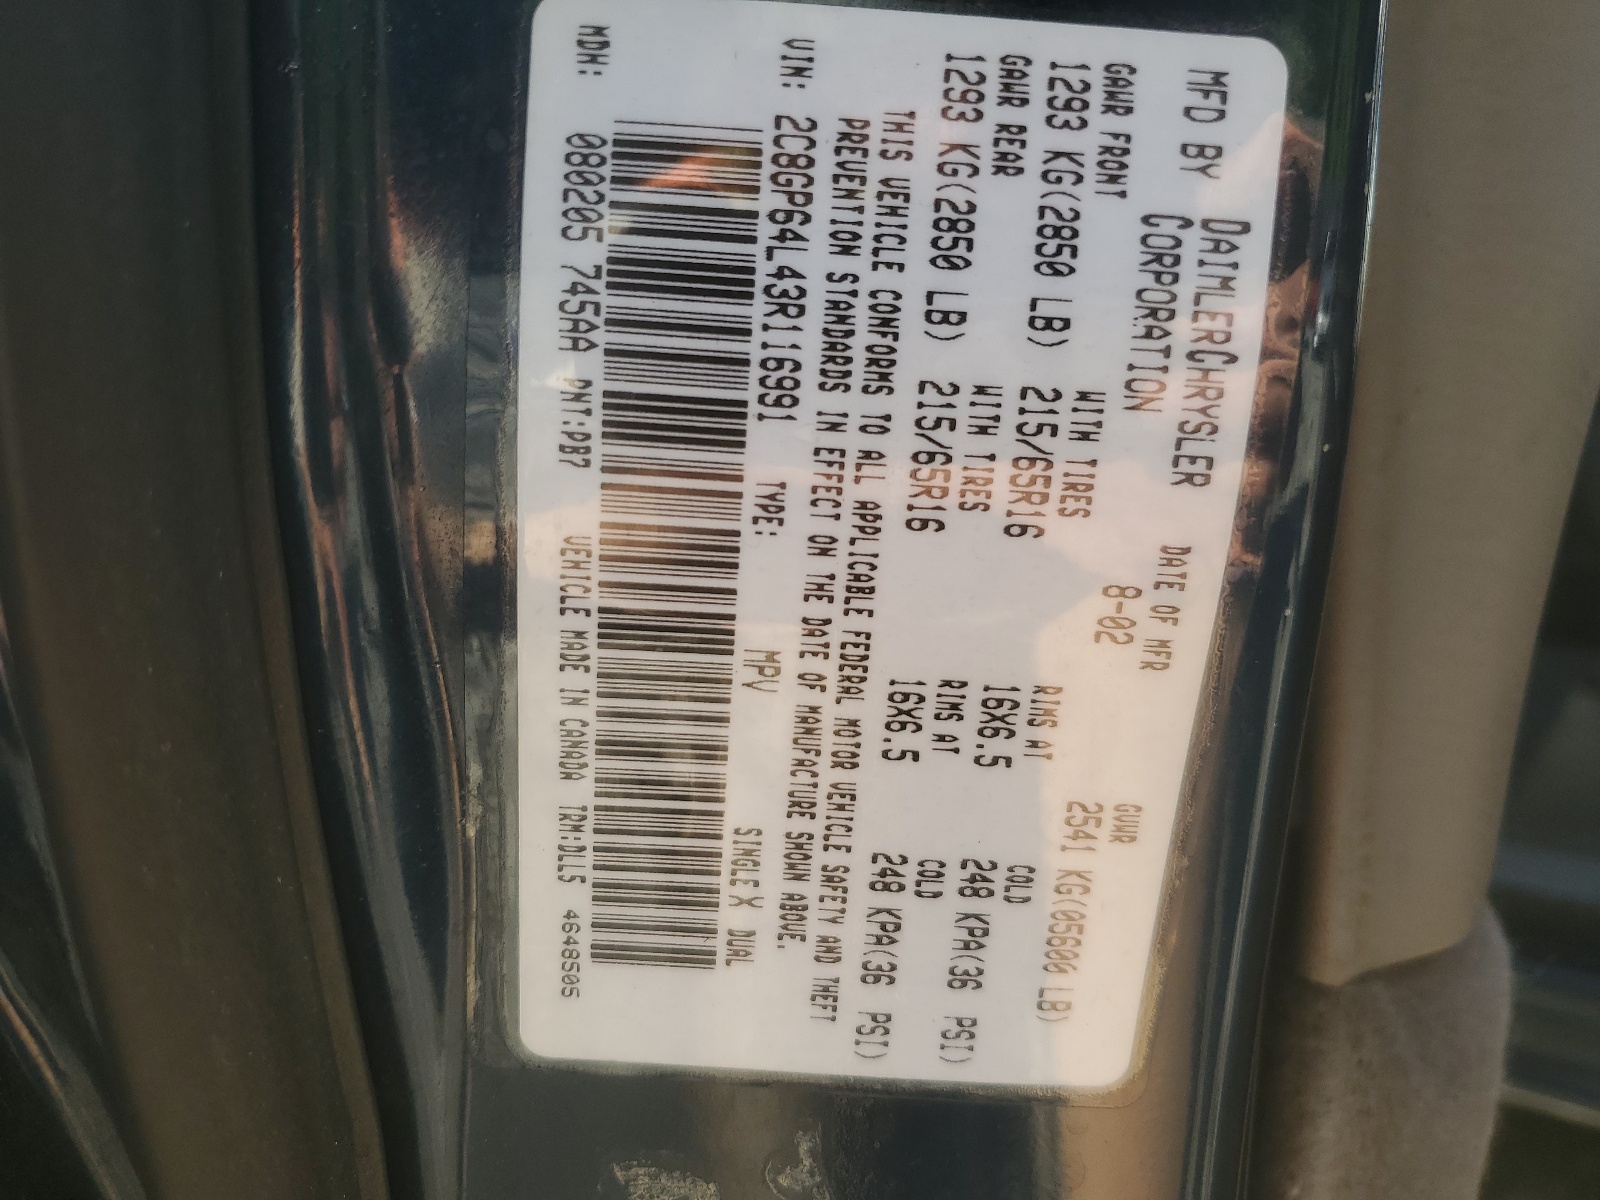 MFD BY DAIMLERCHRYSLER CORPORATION DATE OF MFR 8-02 GVWR 2541 KG(05600 LB)
GAWR FRONT WITH TIRES RIMS AT COLD
1293 KG(2850 LB) 215/65R16 16X6.5 248 KPA(36 PSI)
GAWR REAR WITH TIRES RIMS AT COLD
1293 KG(2850 LB) 215/65R16 16X6.5 248 KPA(36 PSI)
THIS VEHICLE CONFORMS TO ALL APPLICABLE FEDERAL MOTOR VEHICLE SAFETY AND THEFT
PREVENTION STANDARDS IN EFFECT ON THE DATE OF MANUFACTURE SHOWN ABOVE.
VIN: 2C8GP64L43R116991 TYPE: MPV SINGLE X DUAL
MDH: 080205 745AA PNT:PB7 VEHICLE MADE IN CANADA TRM:DLL5 4648505